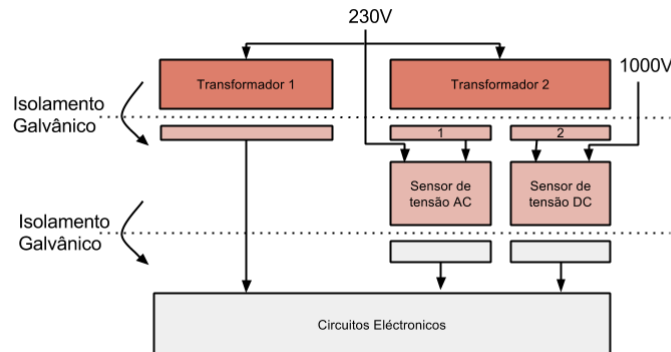 230V
Transformador 1
Transformador 2
1000V
Isolamento
Galvânico
1
2
Sensor de
tensão AC
Sensor de
tensão DC
Isolamento
Galvânico
Circuitos Eléctronicos